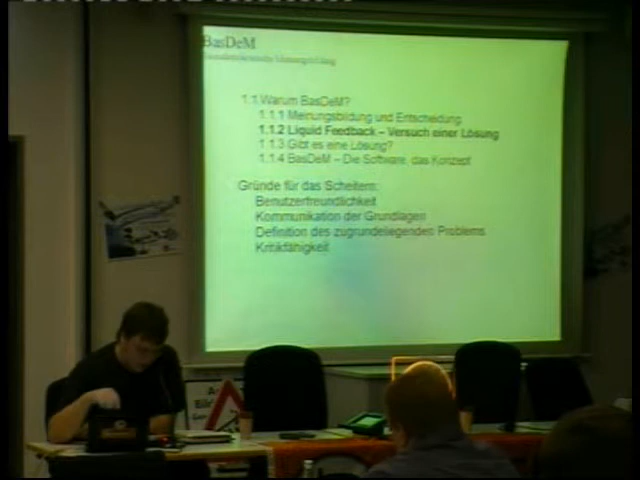 BasDeM
1.1 Warum BasDeM?
1.1.1 Meinungsbildung und Entscheidung
1.1.2 Liquid Feedback – Versuch einer Lösung
1.1.3 Gibt es eine Lösung?
1.1.4 BasDeM – Die Software, das Konzept
Gründe für das Scheitern:
Benutzerfreundlichkeit
Kommunikation der Grundlagen
Definition des zugrundeliegenden Problems
Kritikfähigkeit